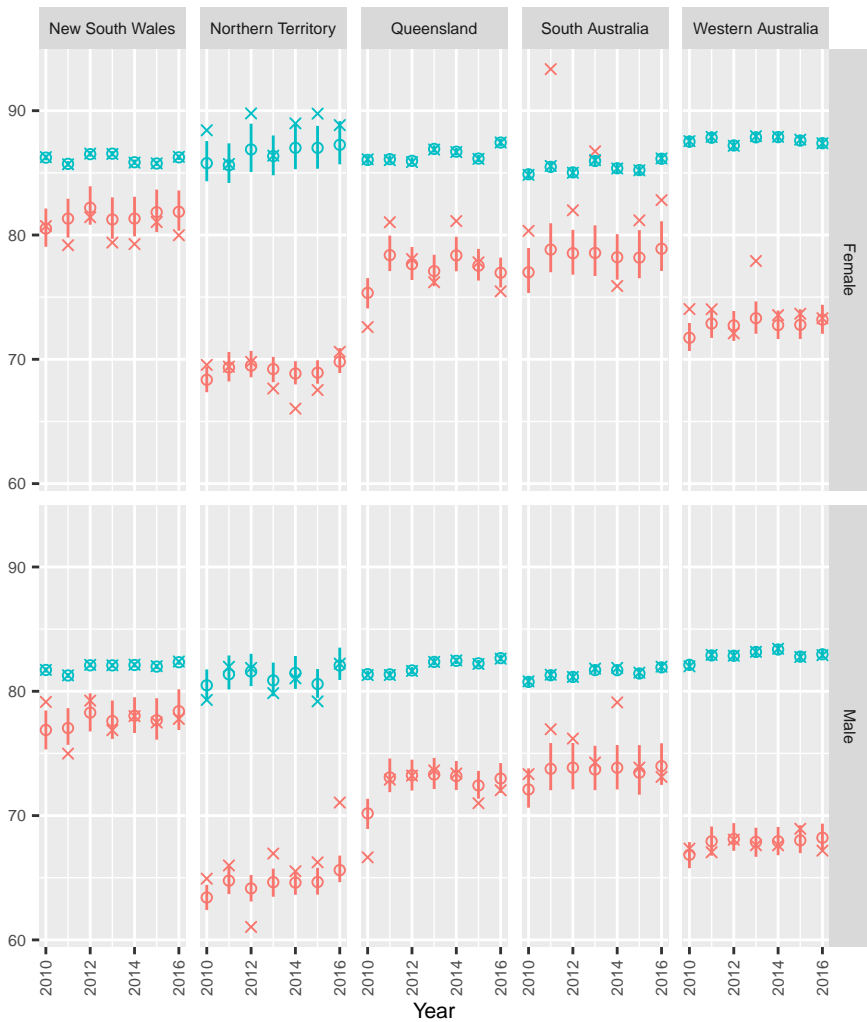 New South Wales Northern Territory Queensland South Australia Western Australia
90
80
70
60
Female
90
80
70
60
Male
2010 2012 2014 2016 2010 2012 2014 2016 2010 2012 2014 2016 2010 2012 2014 2016 2010 2012 2014 2016
Year